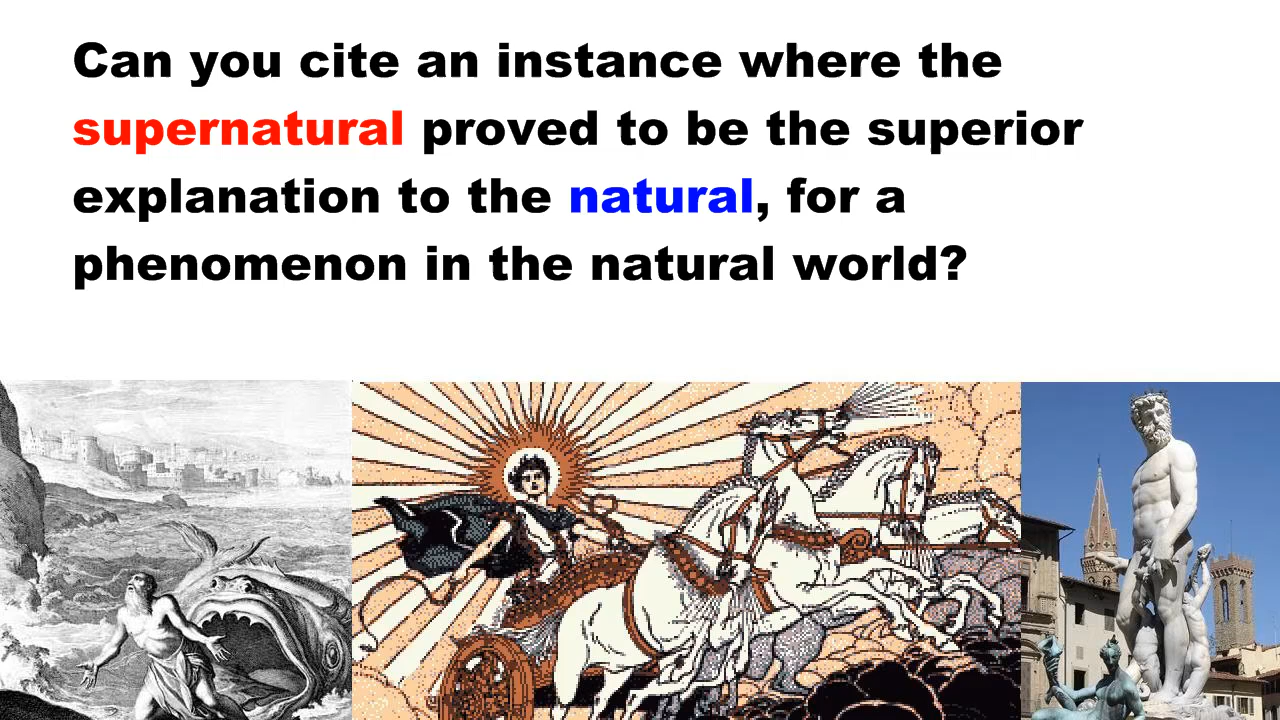 Can you cite an instance where the
supernatural proved to be the superior
explanation to the natural, for a
phenomenon in the natural world?